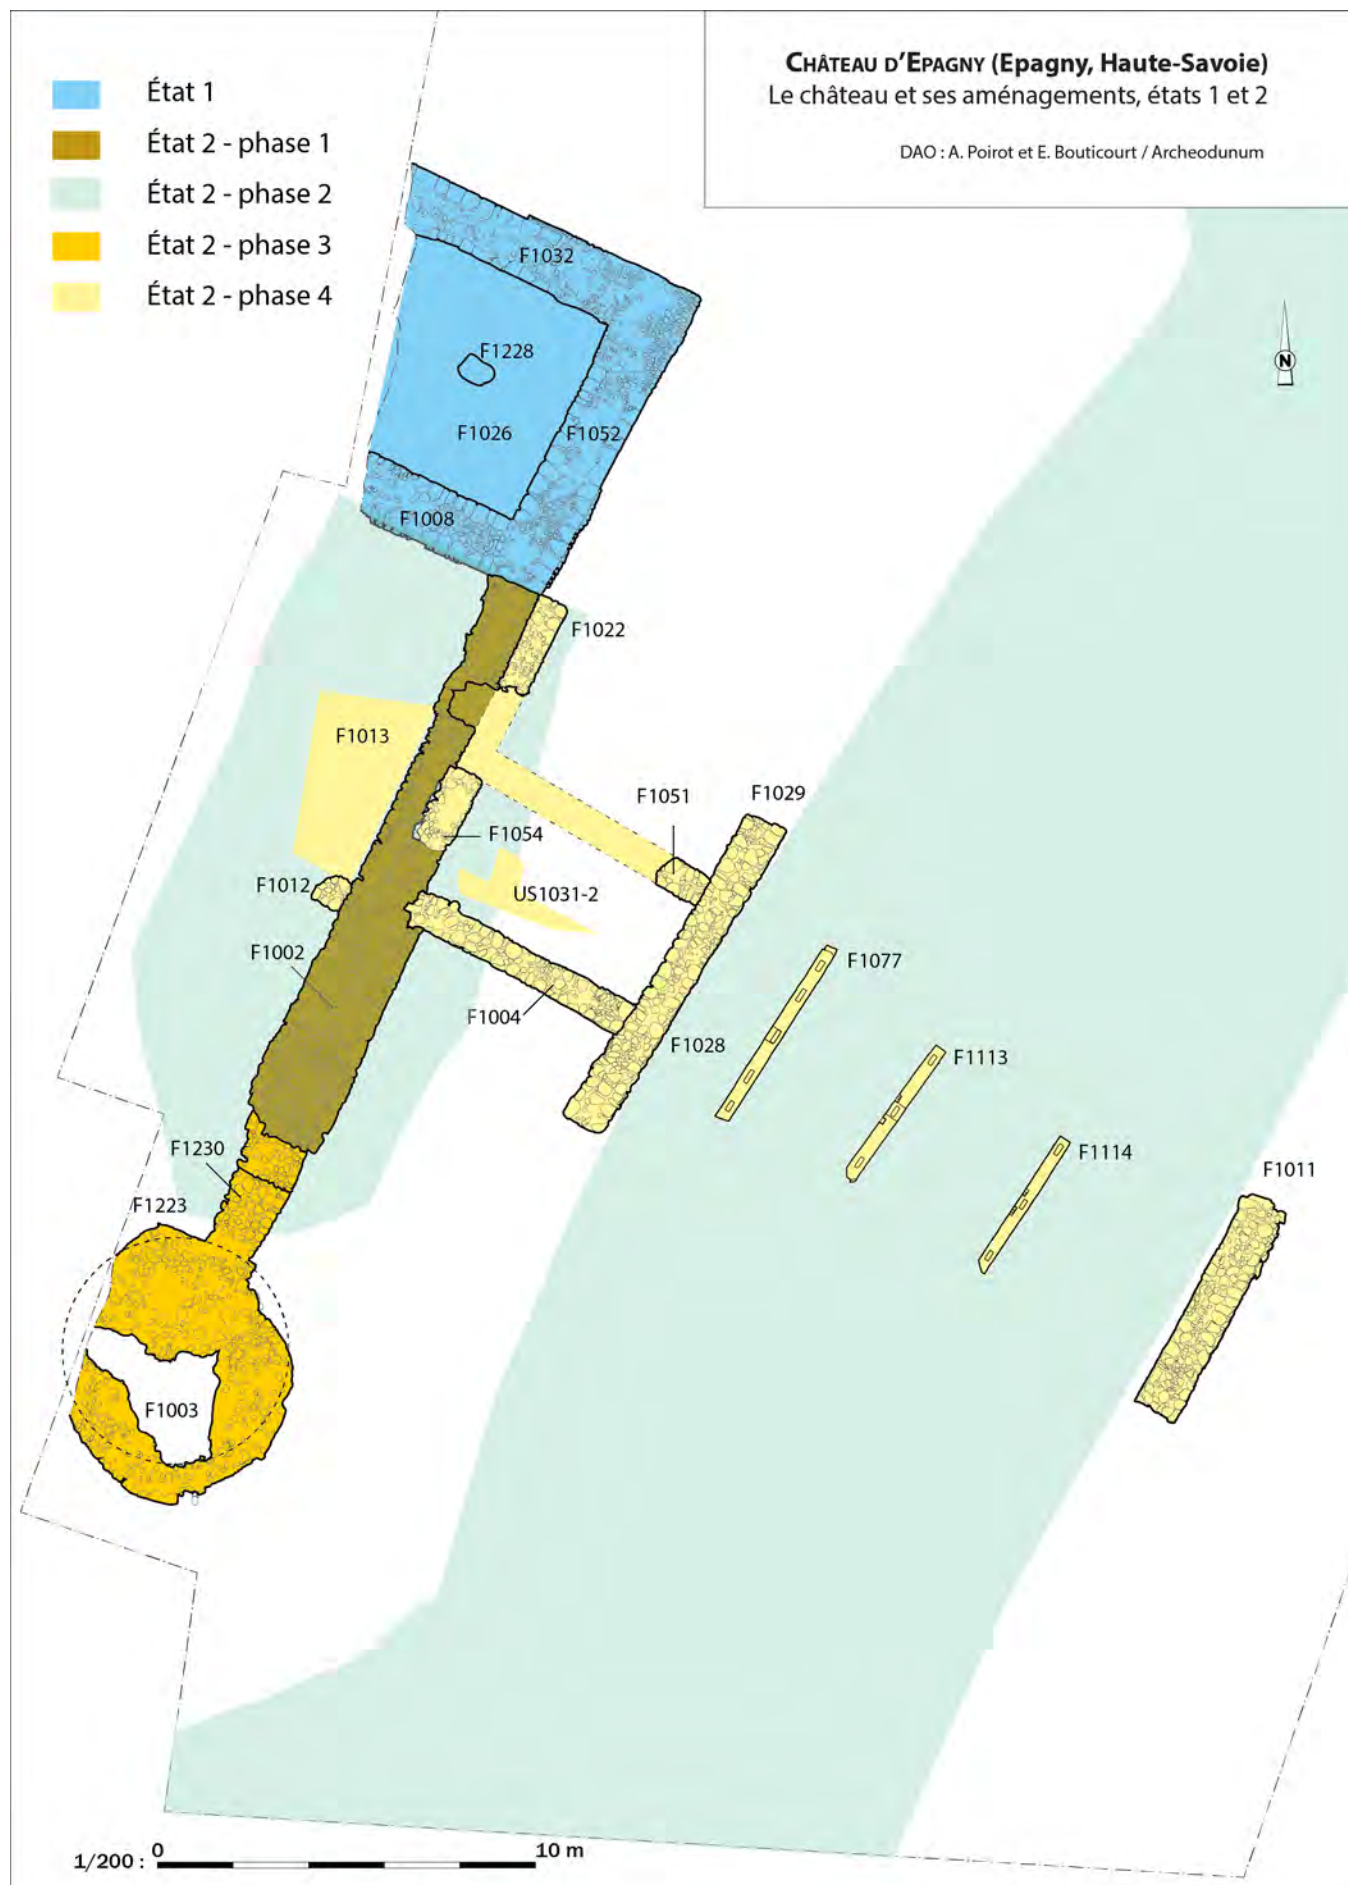 CHÂTEAU D'EPAGNY (Epagny, Haute-Savoie)
Le château et ses aménagements, états 1 et 2
DAO : A. Poirot et E. Bouticourt / Archeodunum
État 1
État 2 - phase 1
État 2 - phase 2
État 2 - phase 3
État 2 - phase 4
F1032
N
F1228
F1026
F1052
F1008
F1022
F1013
F1051
F1029
F1054
F1012
US1031-2
F1002
F1077
F1004
F1028
F1113
F1230
F1114
F1011
F1223
F1003
1/200 : 0 10 m